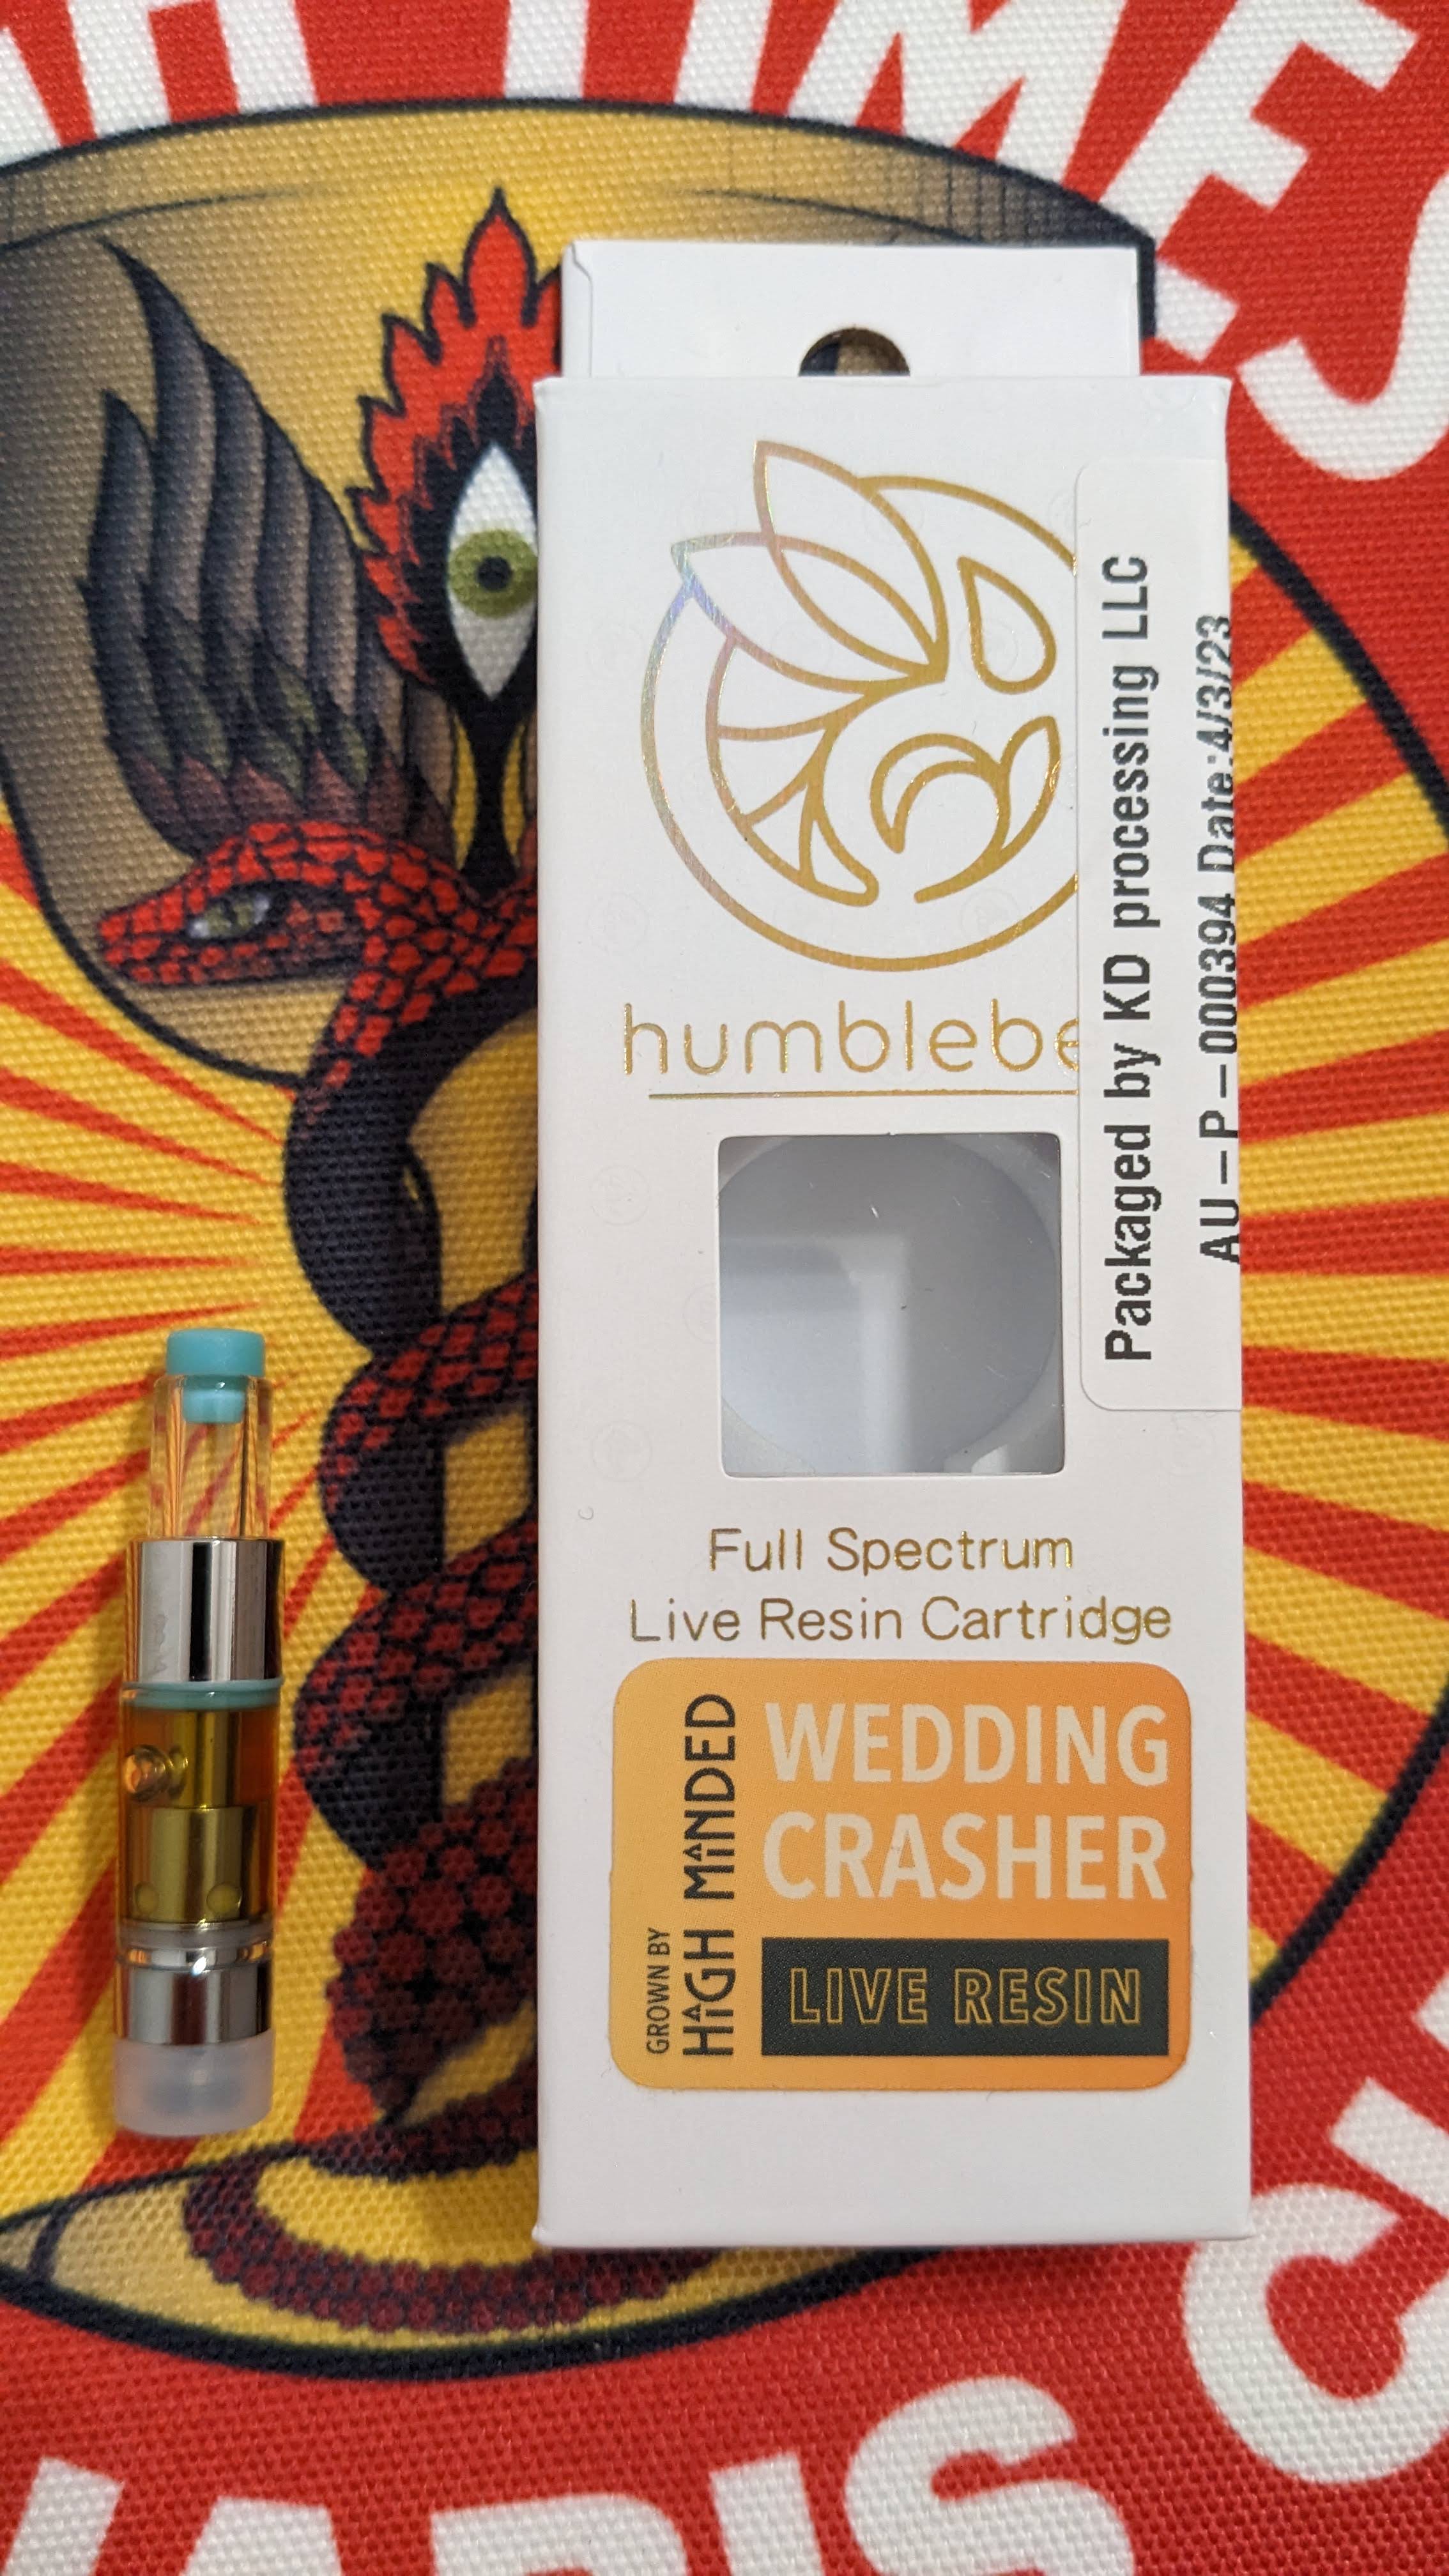 TIMES
humblebe
Packaged by KD processing LLC
AU-P-000394 Date:4/3/23
Full Spectrum
Live Resin Cartridge
GROWN BY
HIGH MINDED
WEDDING
CRASHER
LIVE RESIN